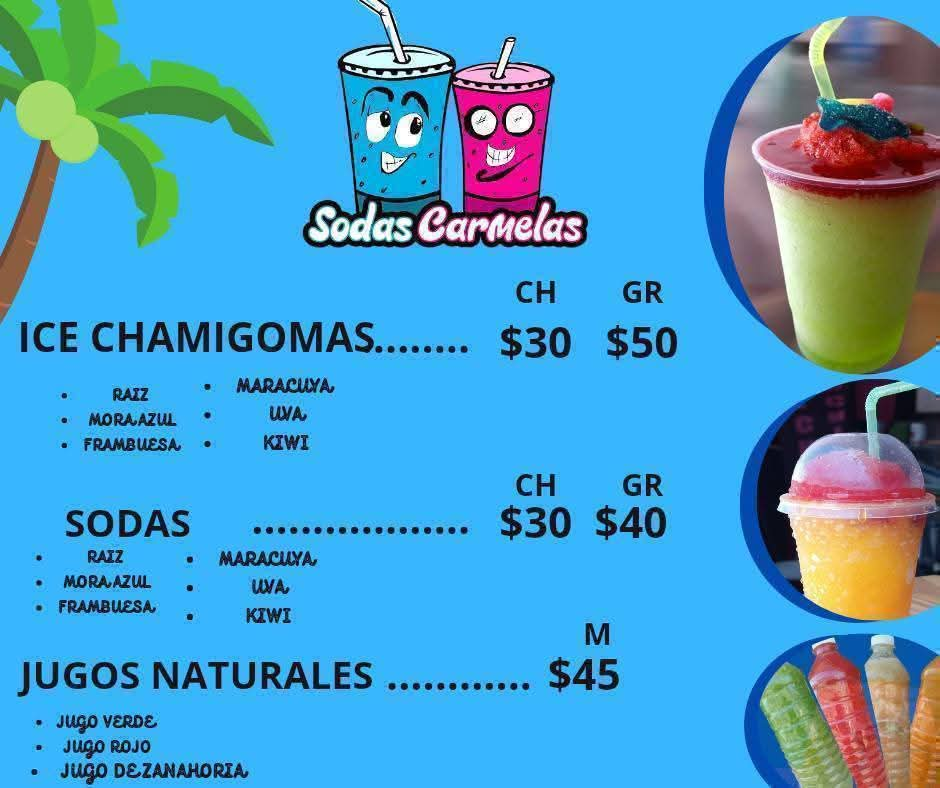 Sodas Carmelas
CH GR
ICE CHAMIGOMAS........ $30 $50
• RAIZ • MARACUYA
• MORA AZUL • UVA
• FRAMBUESA • KIWI
CH GR
SODAS .................. $30 $40
• RAIZ • MARACUYA
• MORA AZUL • UVA
• FRAMBUESA • KIWI
M
JUGOS NATURALES ............ $45
• JUGO VERDE
• JUGO ROJO
• JUGO DE ZANAHORIA